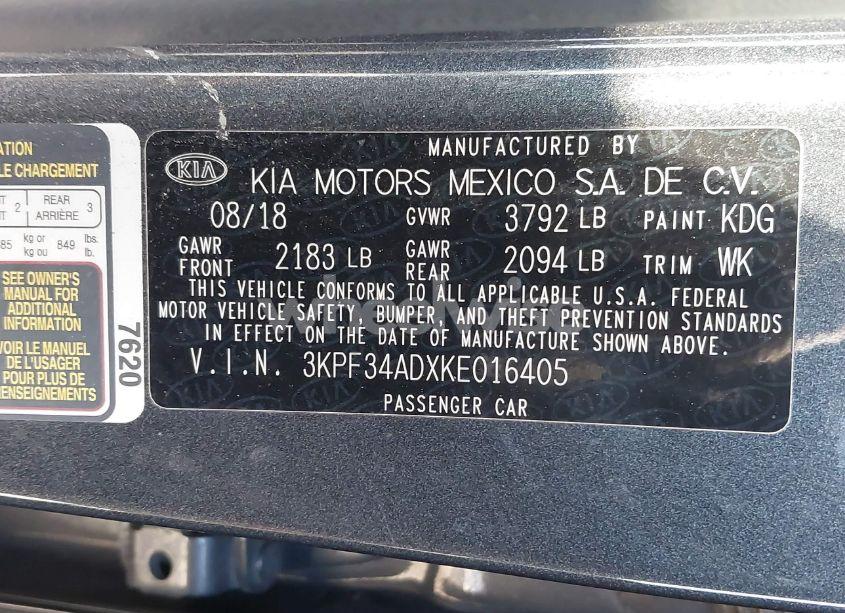 ATION
LE CHARGEMENT
2 REAR 3
ARRIÈRE
85 kg or 849 lbs.
kg ou lb.
SEE OWNER'S
MANUAL FOR
ADDITIONAL
INFORMATION
VOIR LE MANUEL
DE L'USAGER
POUR PLUS DE
RENSEIGNEMENTS
7620
MANUFACTURED BY
KIA KIA MOTORS MEXICO S.A. DE C.V.
08/18 GVWR 3792 LB PAINT KDG
GAWR FRONT 2183 LB GAWR REAR 2094 LB TRIM WK
THIS VEHICLE CONFORMS TO ALL APPLICABLE U.S.A. FEDERAL
MOTOR VEHICLE SAFETY, BUMPER, AND THEFT PREVENTION STANDARDS
IN EFFECT ON THE DATE OF MANUFACTURE SHOWN ABOVE.
V.I.N. 3KPF34ADXKE016405
PASSENGER CAR